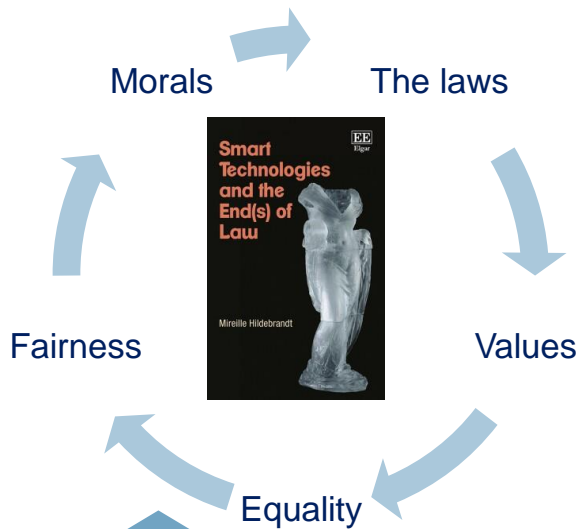 Morals
The laws
Smart
Technologies
and the
End(s) of
Law
EE
Elgar
Mireille Hildebrandt
Fairness
Values
Equality